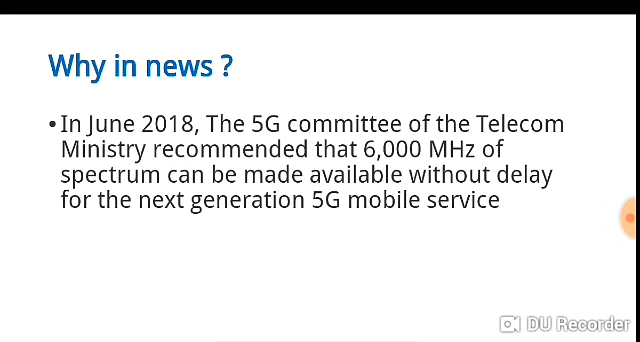 Why in news ?
• In June 2018, The 5G committee of the Telecom
Ministry recommended that 6,000 MHz of
spectrum can be made available without delay
for the next generation 5G mobile service
DU Recorder